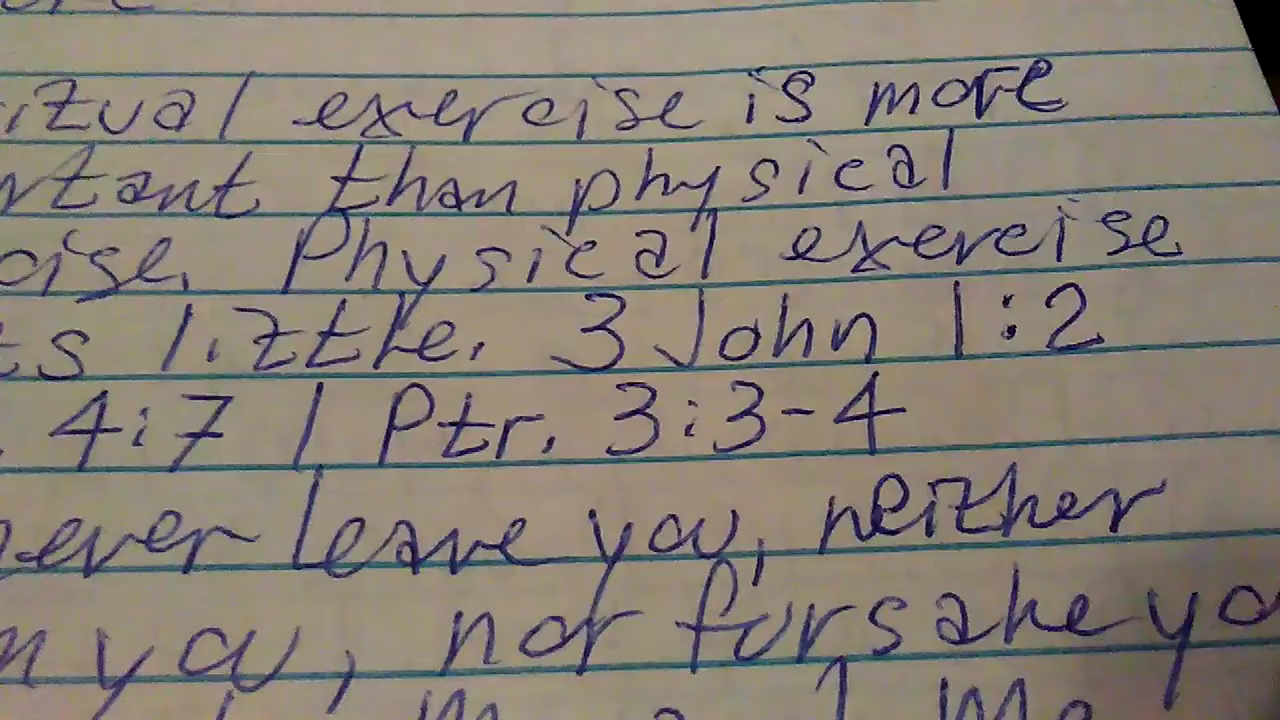 itual exercise is more
rtant than physical
cise. Physical exercise
ts little. 3 John 1:2
. 4:7 1 Ptr. 3:3-4
never leave you, neither
n you, nor forsake yo